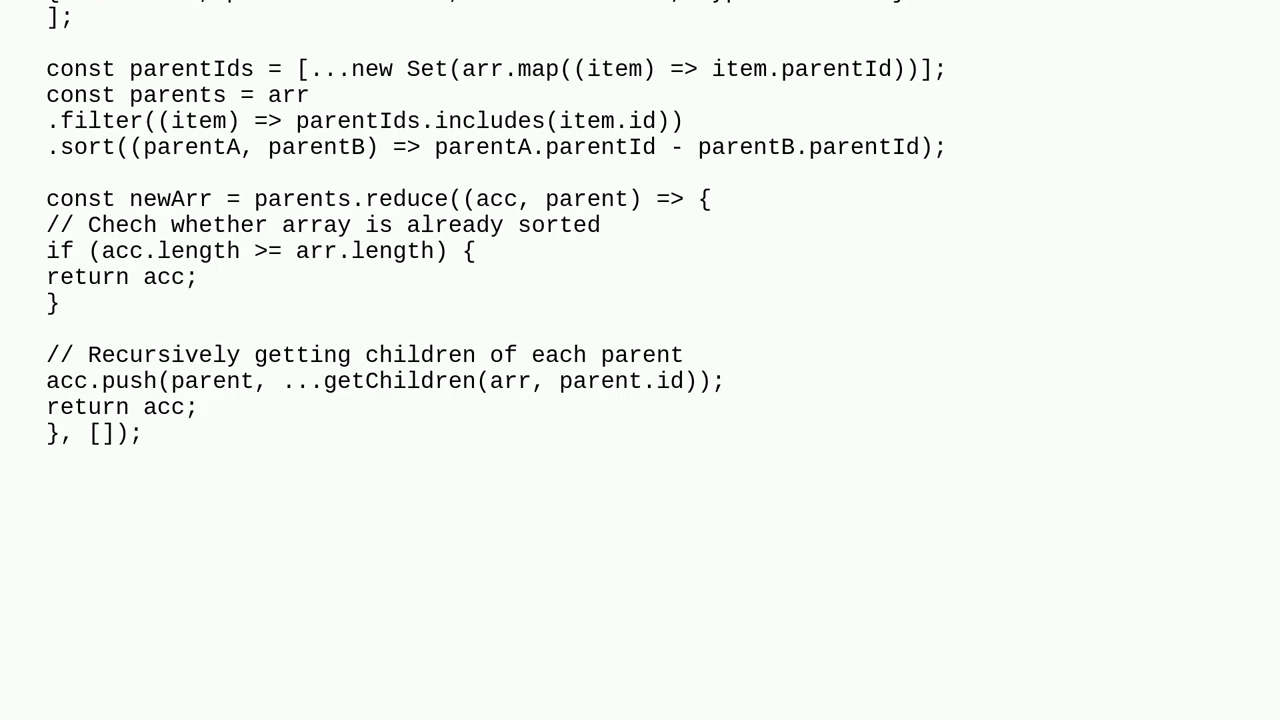 ];
const parentIds = [...new Set(arr.map((item) => item.parentId))];
const parents = arr
.filter((item) => parentIds.includes(item.id))
.sort((parentA, parentB) => parentA.parentId - parentB.parentId);
const newArr = parents.reduce((acc, parent) => {
// Chech whether array is already sorted
if (acc.length >= arr.length) {
return acc;
}
// Recursively getting children of each parent
acc.push(parent, ...getChildren(arr, parent.id));
return acc;
}, []);